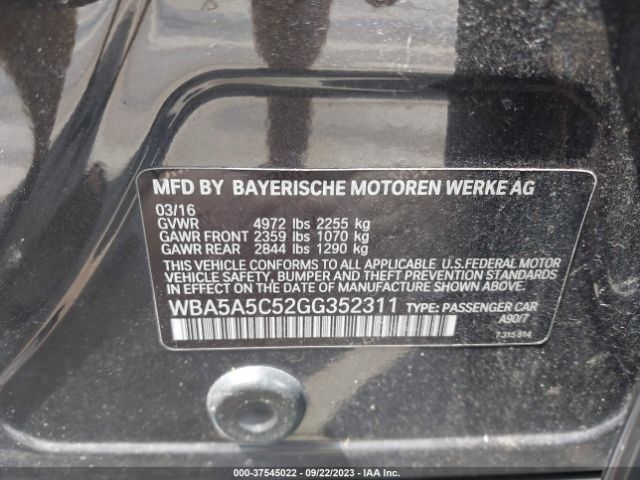 MFD BY BAYERISCHE MOTOREN WERKE AG
03/16
GVWR 4972 lbs 2255 kg
GAWR FRONT 2359 lbs 1070 kg
GAWR REAR 2844 lbs 1290 kg
THIS VEHICLE CONFORMS TO ALL APPLICABLE U.S.FEDERAL MOTOR
VEHICLE SAFETY, BUMPER AND THEFT PREVENTION STANDARDS
IN EFFECT ON THE DATE OF MANUFACTURE SHOWN ABOVE.
WBA5A5C52GG352311 TYPE: PASSENGER CAR
A90/7
7 315 814
000-37545022 - 09/22/2023 - IAA Inc.